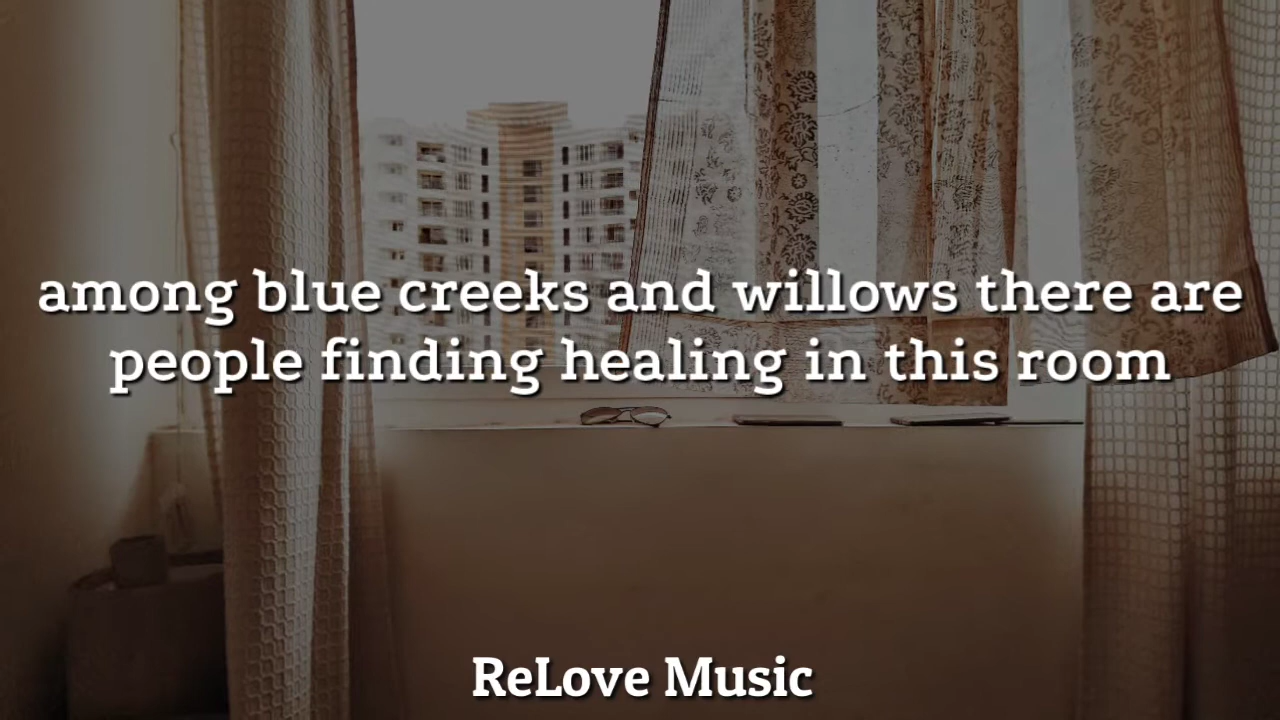 among blue creeks and willows there are
people finding healing in this room
ReLove Music